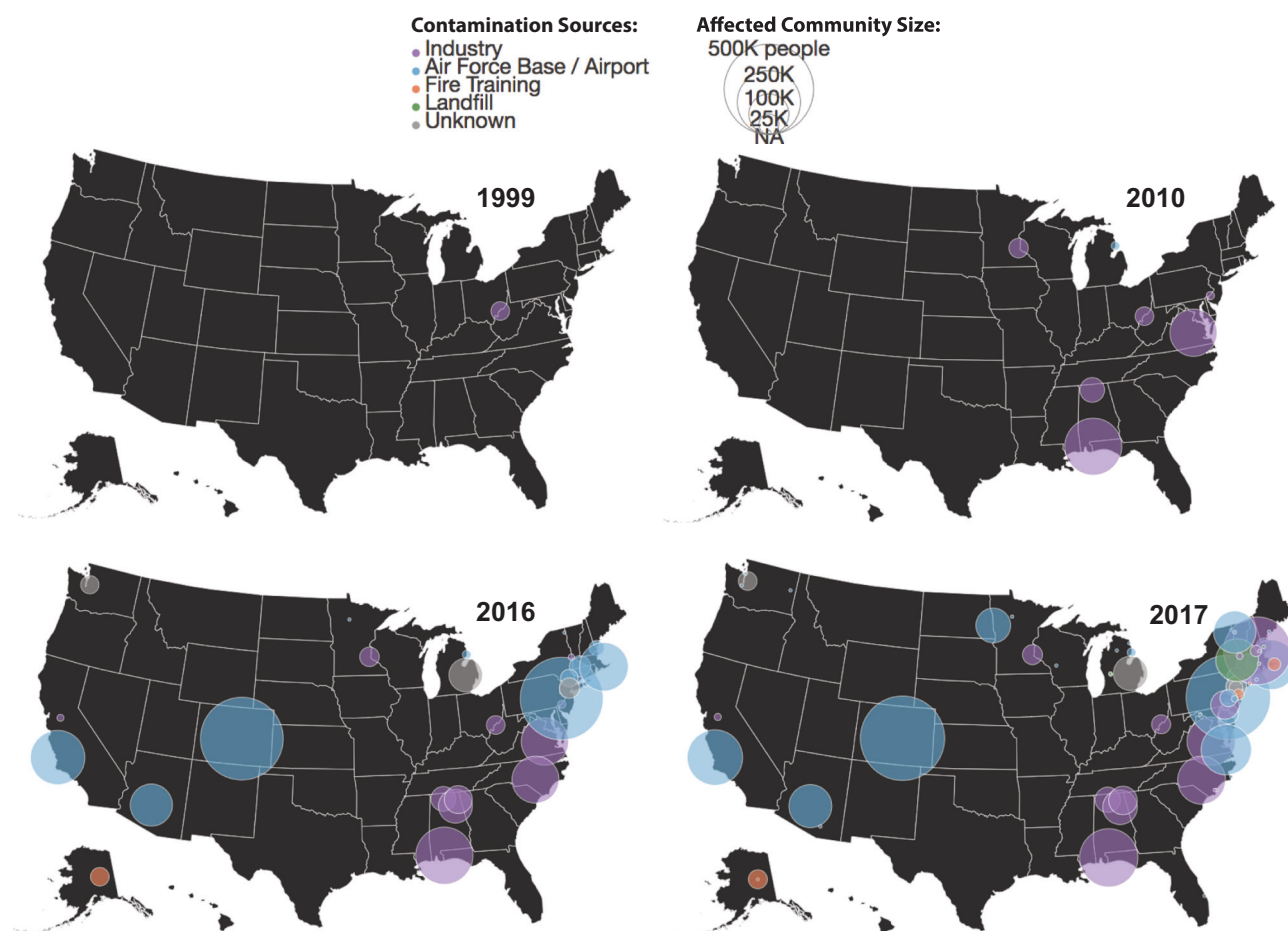 Contamination Sources:
Industry
Air Force Base / Airport
Fire Training
Landfill
Unknown
Affected Community Size:
500K people
250K
100K
25K
NA
1999
2010
2016
2017